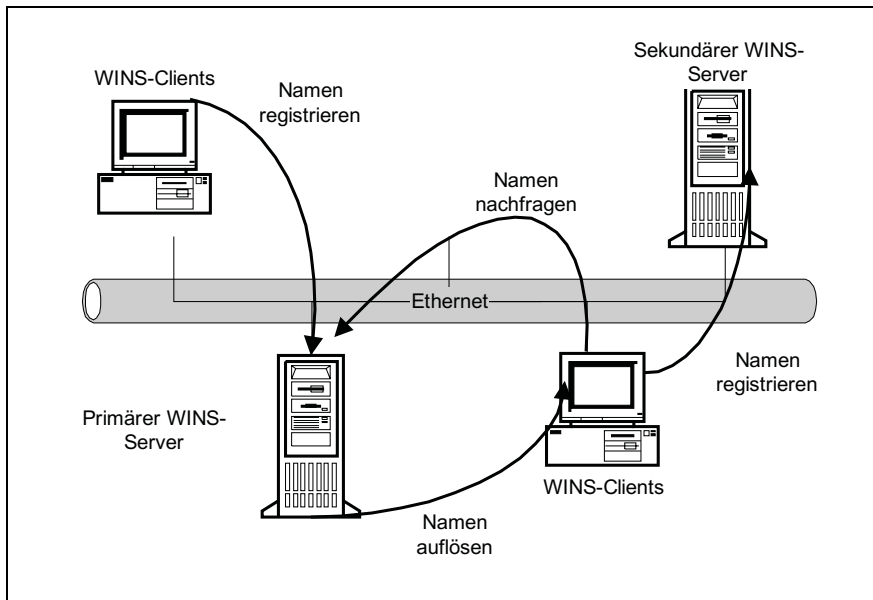 WINS-Clients
Namen
registrieren
Sekundärer WINS-
Server
Namen
nachfragen
Ethernet
Primärer WINS-
Server
Namen
registrieren
WINS-Clients
Namen
auflösen